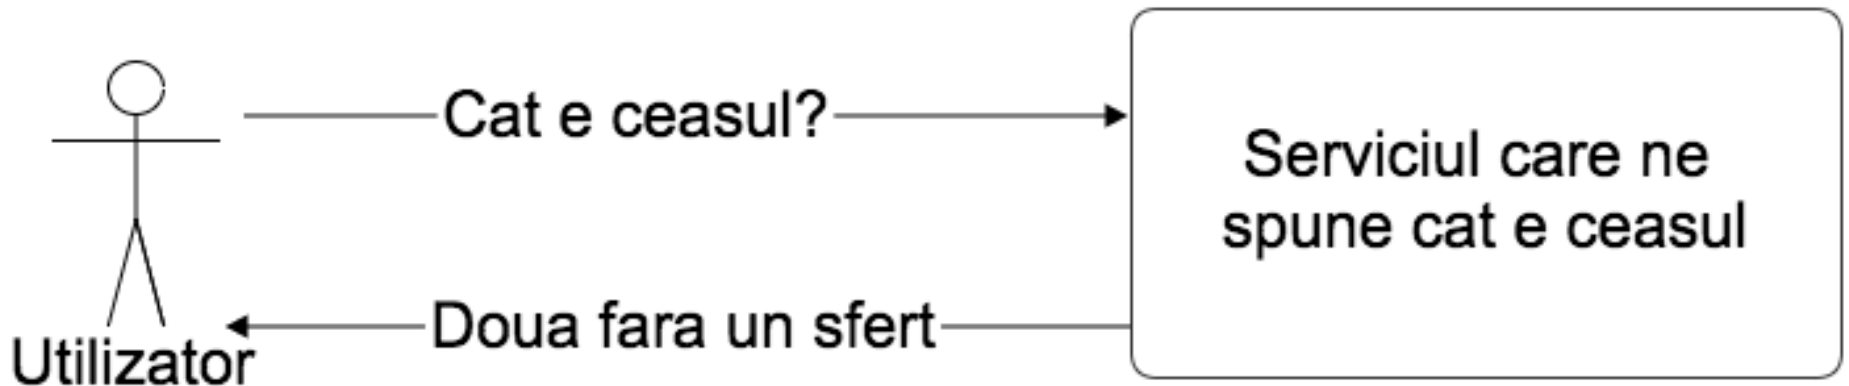 Cat e ceasul?
Serviciul care ne
spune cat e ceasul
Doua fara un sfert
Utilizator